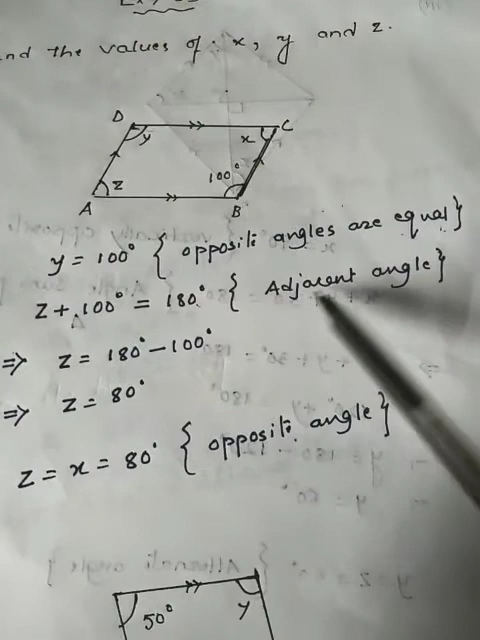 nd the values of x, y and z.
D
C
y
x
z
100°
A
B
y = 100° { opposite angles are equal}
z + 100° = 180° { Adjacent angle}
=> z = 180° - 100°
=> z = 80°
z = x = 80° { opposite angle}
50°
y